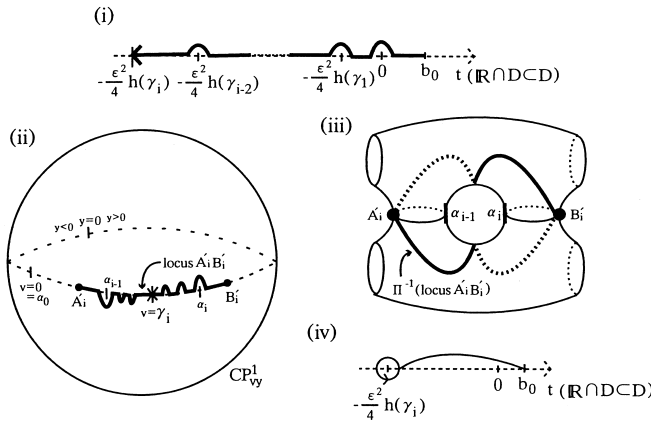 (i)
-ε²/4 h(γᵢ) -ε²/4 h(γᵢ₋₂) -ε²/4 h(γ₁) 0 b₀ t (ℝ∩D⊂D)
(ii)
y<0 y=0 y>0
v=0
=α₀
A'ᵢ αᵢ₋₁ v=γᵢ locus A'ᵢB'ᵢ αᵢ B'ᵢ
CP¹ᵥᵧ
(iii)
A'ᵢ αᵢ₋₁ αᵢ B'ᵢ
Π⁻¹(locus A'ᵢB'ᵢ)
(iv)
-ε²/4 h(γᵢ) 0 b₀ t (ℝ∩D⊂D)